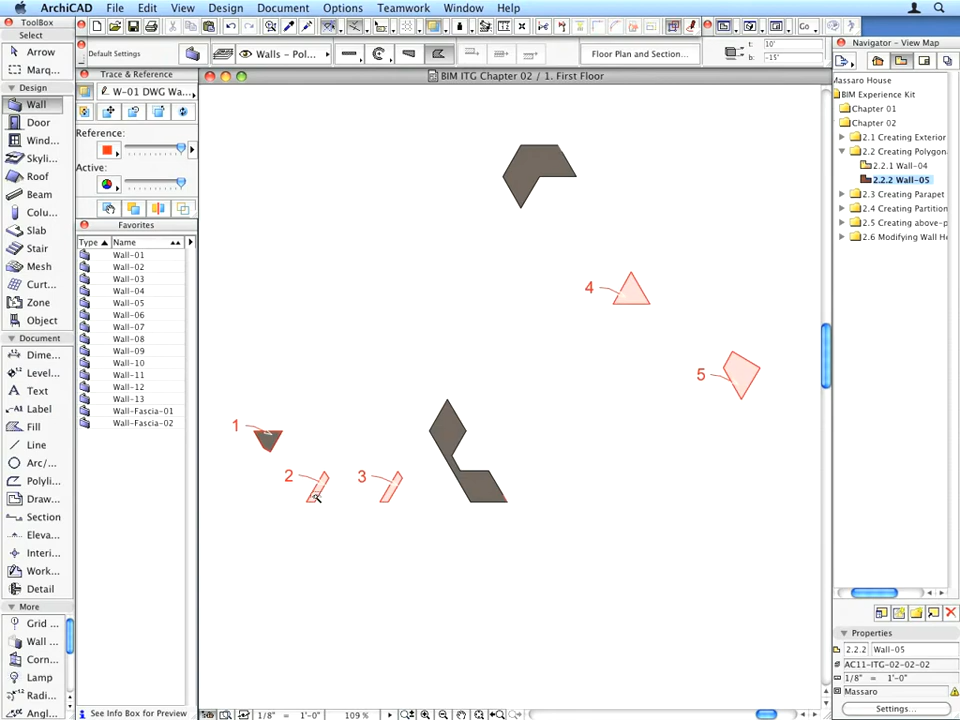 ArchiCAD File Edit View Design Document Options Teamwork Window Help
ToolBox
Select
Arrow
Marq...
Design
Wall
Door
Wind...
Skyli...
Roof
Beam
Colu...
Slab
Stair
Mesh
Curt...
Zone
Object
Document
Dime...
Level...
Text
Label
Fill
Line
Arc/...
Polyli...
Draw...
Section
Eleva...
Interi...
Work...
Detail
More
Grid ...
Wall ...
Corn...
Lamp
Radi...
Angl...
Default Settings
Walls - Pol...
Floor Plan and Section...
t: 10'
b: -15'
Go
Trace & Reference
W-01 DWG Wa...
Reference:
Active:
Favorites
Type Name
Wall-01
Wall-02
Wall-03
Wall-04
Wall-05
Wall-06
Wall-07
Wall-08
Wall-09
Wall-10
Wall-11
Wall-12
Wall-13
Wall-Fascia-01
Wall-Fascia-02
See Info Box for Preview
BIM ITG Chapter 02 / 1. First Floor
4
5
1
2
3
1/8" = 1'-0"
109 %
Navigator - View Map
Massaro House
BIM Experience Kit
Chapter 01
Chapter 02
2.1 Creating Exterior
2.2 Creating Polygona
2.2.1 Wall-04
2.2.2 Wall-05
2.3 Creating Parapet
2.4 Creating Partition
2.5 Creating above-p
2.6 Modifying Wall He
Properties
2.2.2 Wall-05
AC11-ITG-02-02-02
1/8" = 1'-0"
Massaro
Settings...